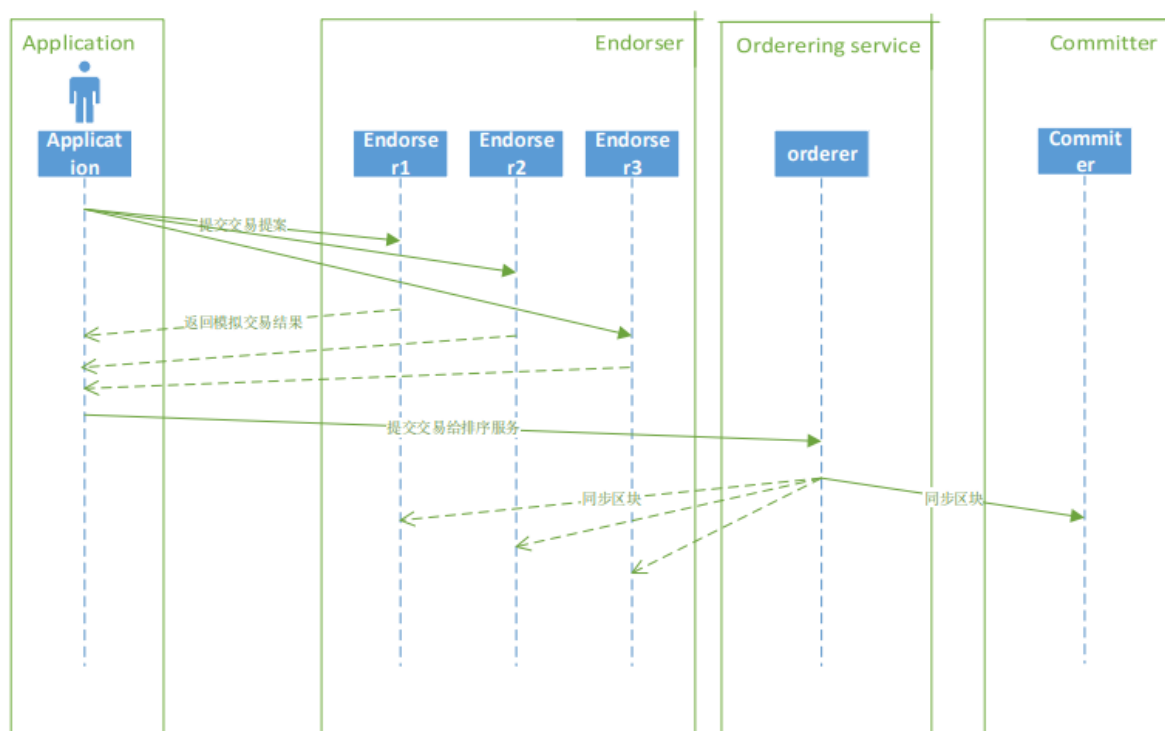 Application
Endorser
Orderering service
Committer
Applicat
ion
Endorse
r1
Endorse
r2
Endorse
r3
orderer
Commit
er
提交交易提案
返回模拟交易结果
提交交易给排序服务
同步区块
同步区块